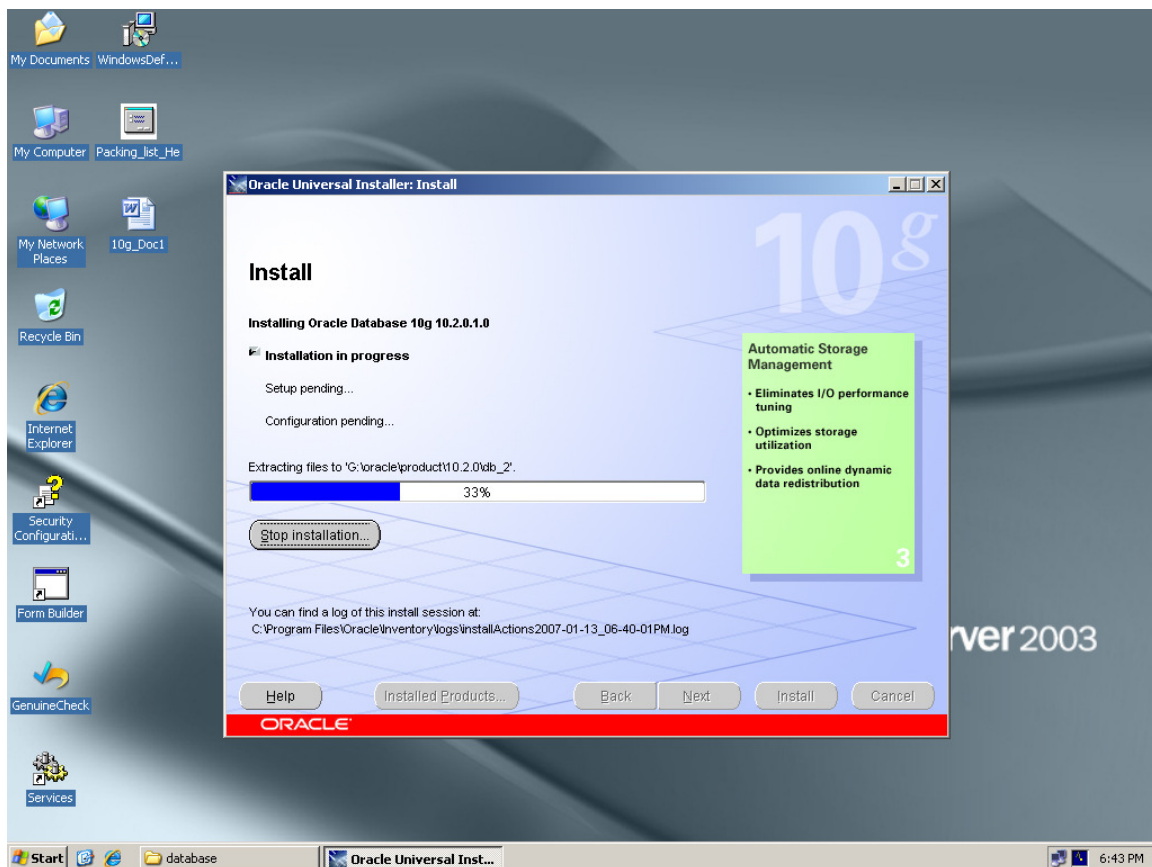 My Documents
WindowsDef...
My Computer
Packing_list_He
My Network
Places
10g_Doc1
Recycle Bin
Internet
Explorer
Security
Configurati...
Form Builder
GenuineCheck
Services
Oracle Universal Installer: Install
10g
Install
Installing Oracle Database 10g 10.2.0.1.0
Installation in progress
Setup pending...
Configuration pending...
Extracting files to 'G:\oracle\product\10.2.0\db_2'.
33%
Stop installation...
Automatic Storage
Management
• Eliminates I/O performance
tuning
• Optimizes storage
utilization
• Provides online dynamic
data redistribution
3
You can find a log of this install session at:
C:\Program Files\Oracle\Inventory\logs\installActions2007-01-13_06-40-01PM.log
Help
Installed Products...
Back
Next
Install
Cancel
ORACLE
rver 2003
Start
database
Oracle Universal Inst...
6:43 PM